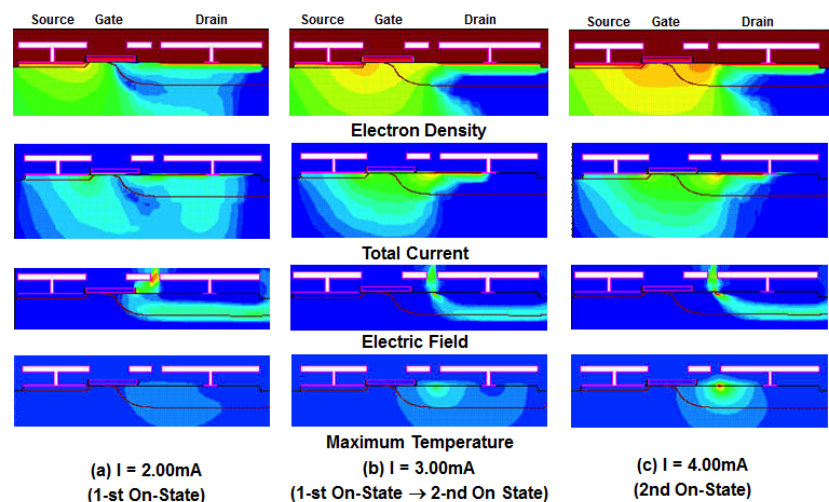 Source Gate Drain Source Gate Drain Source Gate Drain
Electron Density
Total Current
Electric Field
Maximum Temperature
(a) I = 2.00mA (b) I = 3.00mA (c) I = 4.00mA
(1-st On-State) (1-st On-State → 2-nd On State) (2nd On-State)